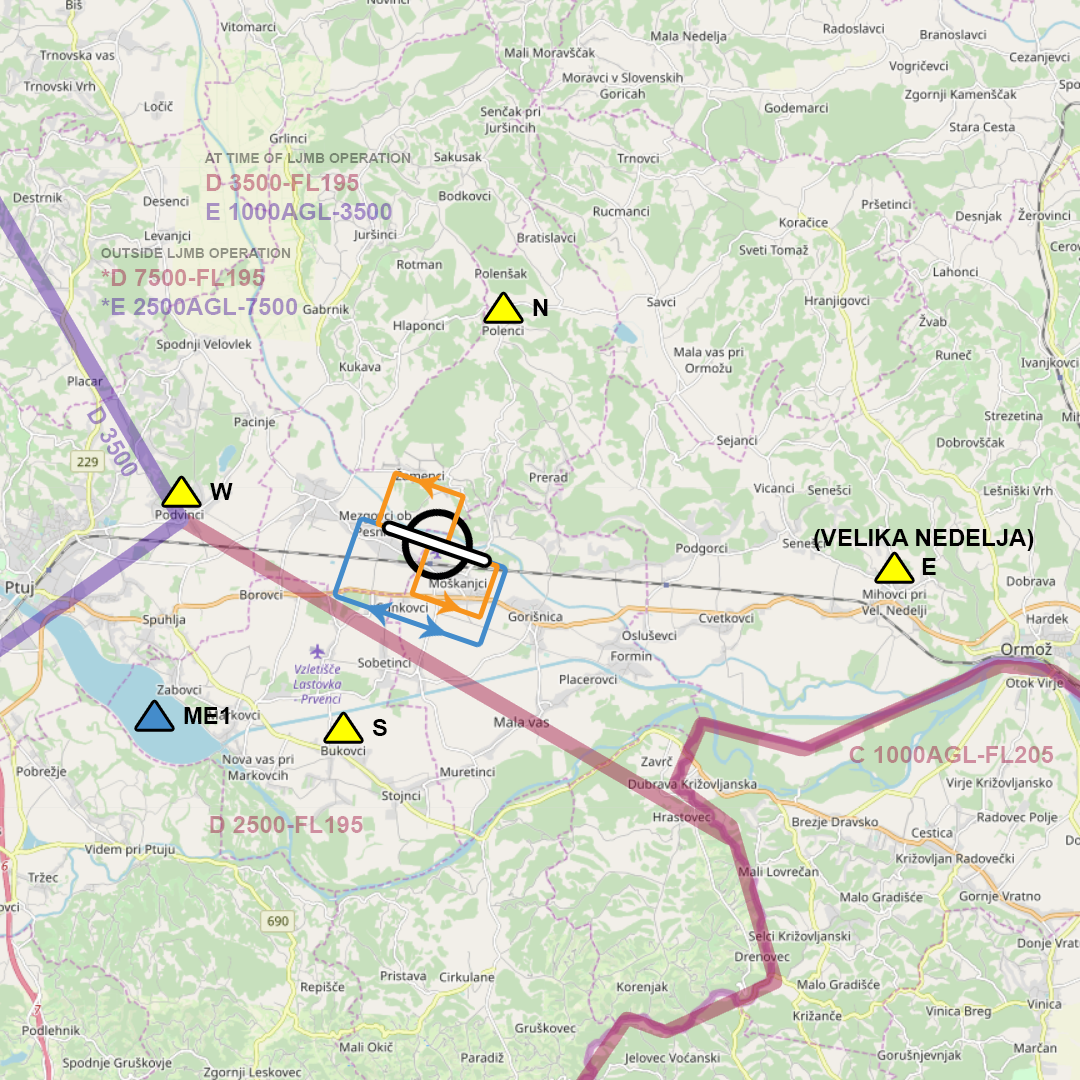 Biš
Vitomarci
Novinci
Mala Nedelja
Radoslavci
Branoslavci
Trnovska vas
Mali Moravščak
Cezanjevci
Vogričevci
Trnovski Vrh
Moravci v Slovenskih
Goricah
Zgornji Kamenščak
Ločič
Senčak pri
Juršincih
Godemarci
Stara Cesta
Grlinci
AT TIME OF LJMB OPERATION
Sakusak
Trnovci
D 3500-FL195
Destrnik
Desenci
Bodkovci
E 1000AGL-3500
Rucmanci
Pršetinci
Desnjak
Žerovinci
Koračice
Levanjci
Juršinci
Bratislavci
Sveti Tomaž
OUTSIDE LJMB OPERATION
Rotman
Polenšak
Lahonci
*D 7500-FL195
*E 2500AGL-7500
Gabrnik
N
Savci
Hranjigovci
Hlaponci
Polenci
Žvab
Spodnji Velovlek
Kukava
Mala vas pri
Ormožu
Runeč
Ivanjkovci
Placar
D 3500
Pacinje
Strezetina
Sejanci
Dobrovščak
229
Žamenci
Prerad
Vicanci
Senešci
Lešniški Vrh
W
Podvinci
Mezgovci ob
(VELIKA NEDELJA)
Podgorci
E
Ptuj
Moškanjci
Dobrava
Borovci
Mihovci pri
Vel. Nedelji
Spuhlja
Gorišnica
Cvetkovci
Hardek
Osluševci
Ormož
Vzletišče
Lastovka
-Prvenci
Sobetinci
Formin
Zabovci
Placerovci
Otok Virje
ME1
Markovci
S
Mala vas
Bukovci
C 1000AGL-FL205
Nova vas pri
Markovcih
Zavrč
Pobrežje
Muretinci
Dubrava Križovljanska
Virje Križovljansko
Stojnci
Hrastovec
Radovec Polje
D 2500-FL195
Brezje Dravsko
Cestica
Videm pri Ptuju
Križovljan Radovečki
Tržec
Mali Lovrečan
Malo Gradišće
Gornje Vratno
690
Selci Križovljanski
Drenovec
Pristava
Cirkulane
Repišče
Korenjak
Malo Gradišće
Vinica
Križanče
Vinica Breg
Podlehnik
Gruškovec
Mali Okič
Paradiž
Jelovec Voćanski
Gorušnjevnjak
Marčan
Spodnje Gruškovje
Zgornji Leskovec